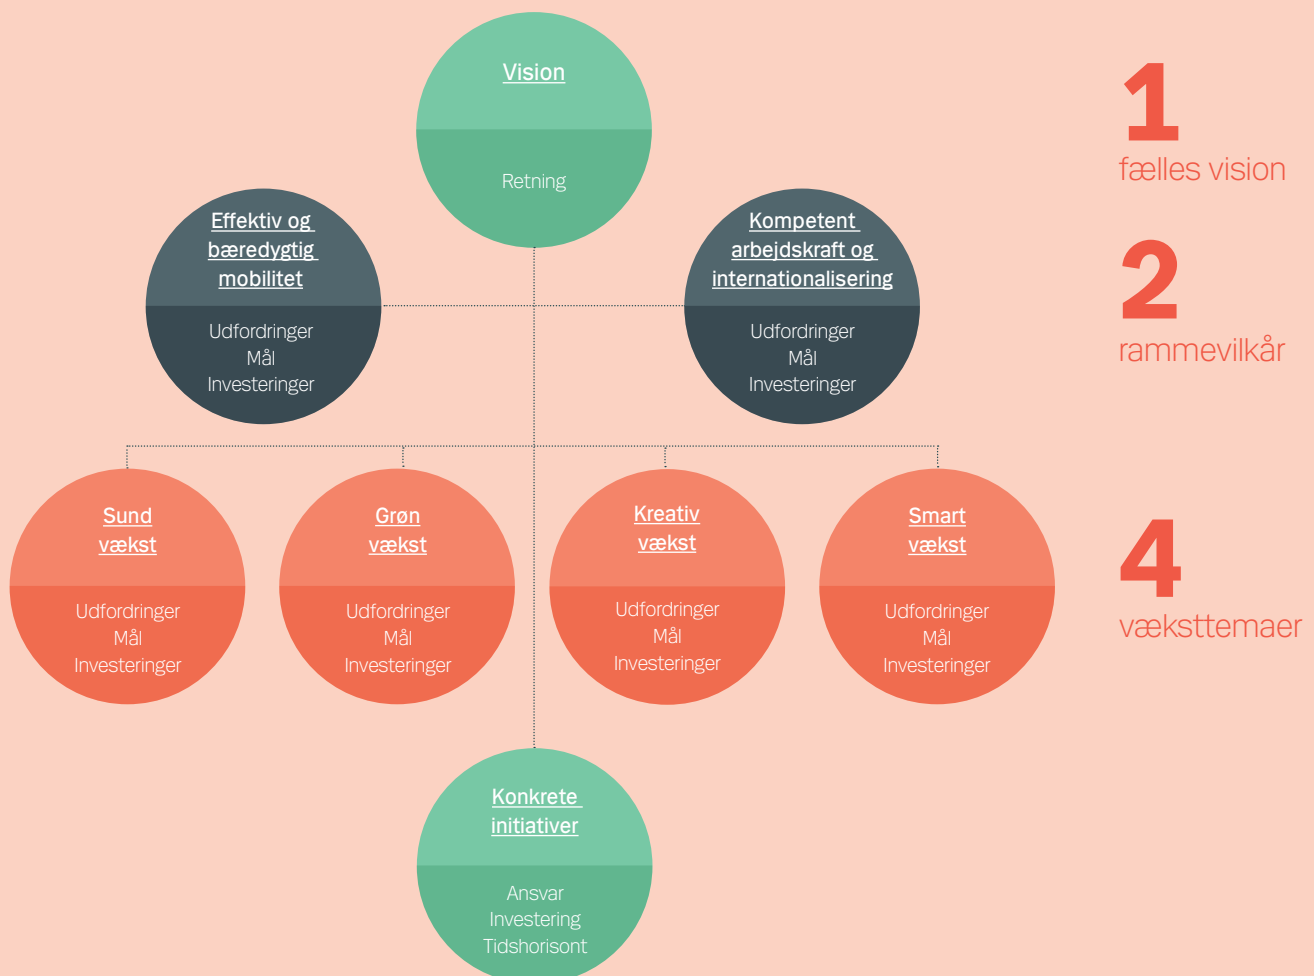 Vision
Retning
1
fælles vision
Effektiv og
bæredygtig
mobilitet
Udfordringer
Mål
Investeringer
Kompetent
arbejdskraft og
internationalisering
Udfordringer
Mål
Investeringer
2
rammevilkår
Sund
vækst
Udfordringer
Mål
Investeringer
Grøn
vækst
Udfordringer
Mål
Investeringer
Kreativ
vækst
Udfordringer
Mål
Investeringer
Smart
vækst
Udfordringer
Mål
Investeringer
4
væksttemaer
Konkrete
initiativer
Ansvar
Investering
Tidshorisont